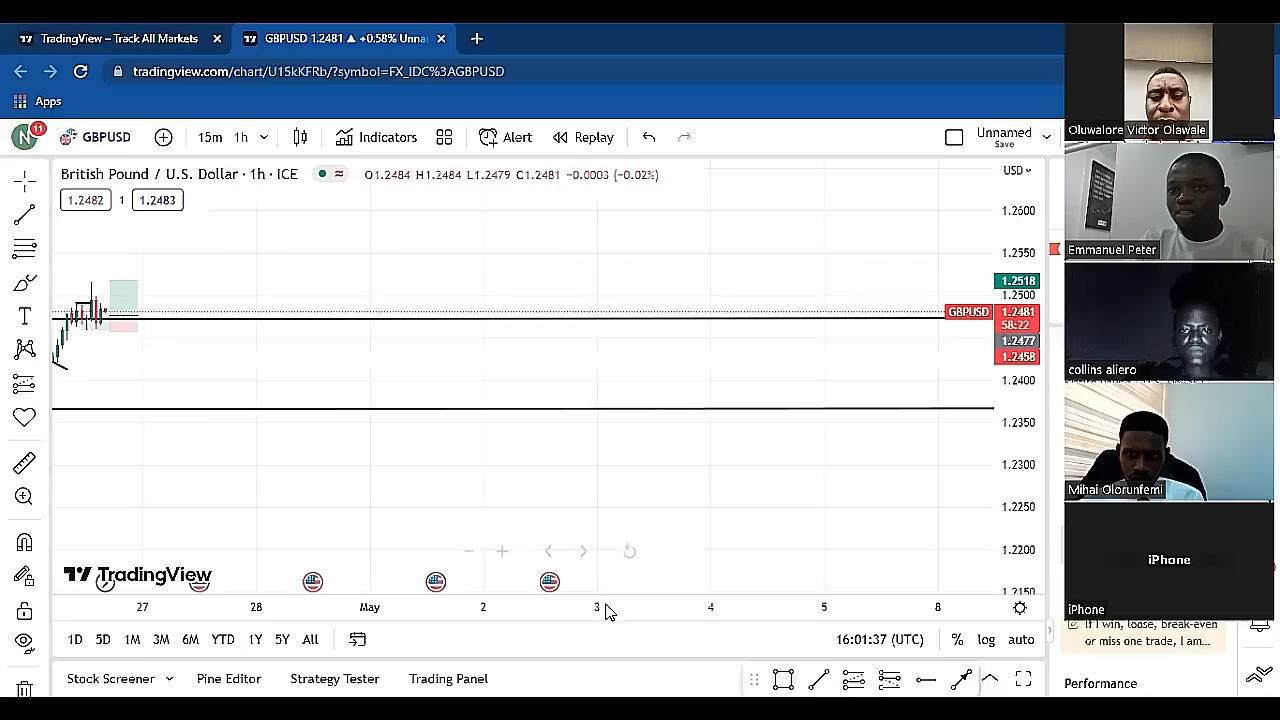 TradingView – Track All Markets
GBPUSD 1.2481 ▲ +0.58% Unna
tradingview.com/chart/U15kKFRb/?symbol=FX_IDC%3AGBPUSD
Apps
N
11
GBPUSD
15m
1h
Indicators
Alert
Replay
Unnamed
Save
British Pound / U.S. Dollar · 1h · ICE
O1.2484 H1.2484 L1.2479 C1.2481 −0.0003 (−0.02%)
1.2482
1
1.2483
USD
1.2600
1.2550
1.2518
1.2500
GBPUSD
1.2481
58:22
1.2477
1.2458
1.2400
1.2350
1.2300
1.2250
1.2200
1.2150
TradingView
27
28
May
2
3
4
5
8
1D
5D
1M
3M
6M
YTD
1Y
5Y
All
16:01:37 (UTC)
%
log
auto
Stock Screener
Pine Editor
Strategy Tester
Trading Panel
Oluwalore Victor Olawale
Emmanuel Peter
collins aliero
Mihai Olorunfemi
iPhone
iPhone
If I win, loose, break-even
or miss one trade, I am...
Performance